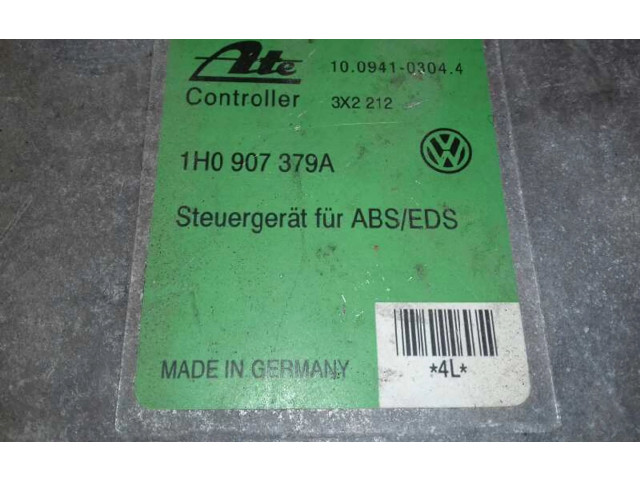 Ate 10.0941-0304.4
Controller 3X2 212
1H0 907 379A
Steuergerät für ABS/EDS
MADE IN GERMANY *4L*